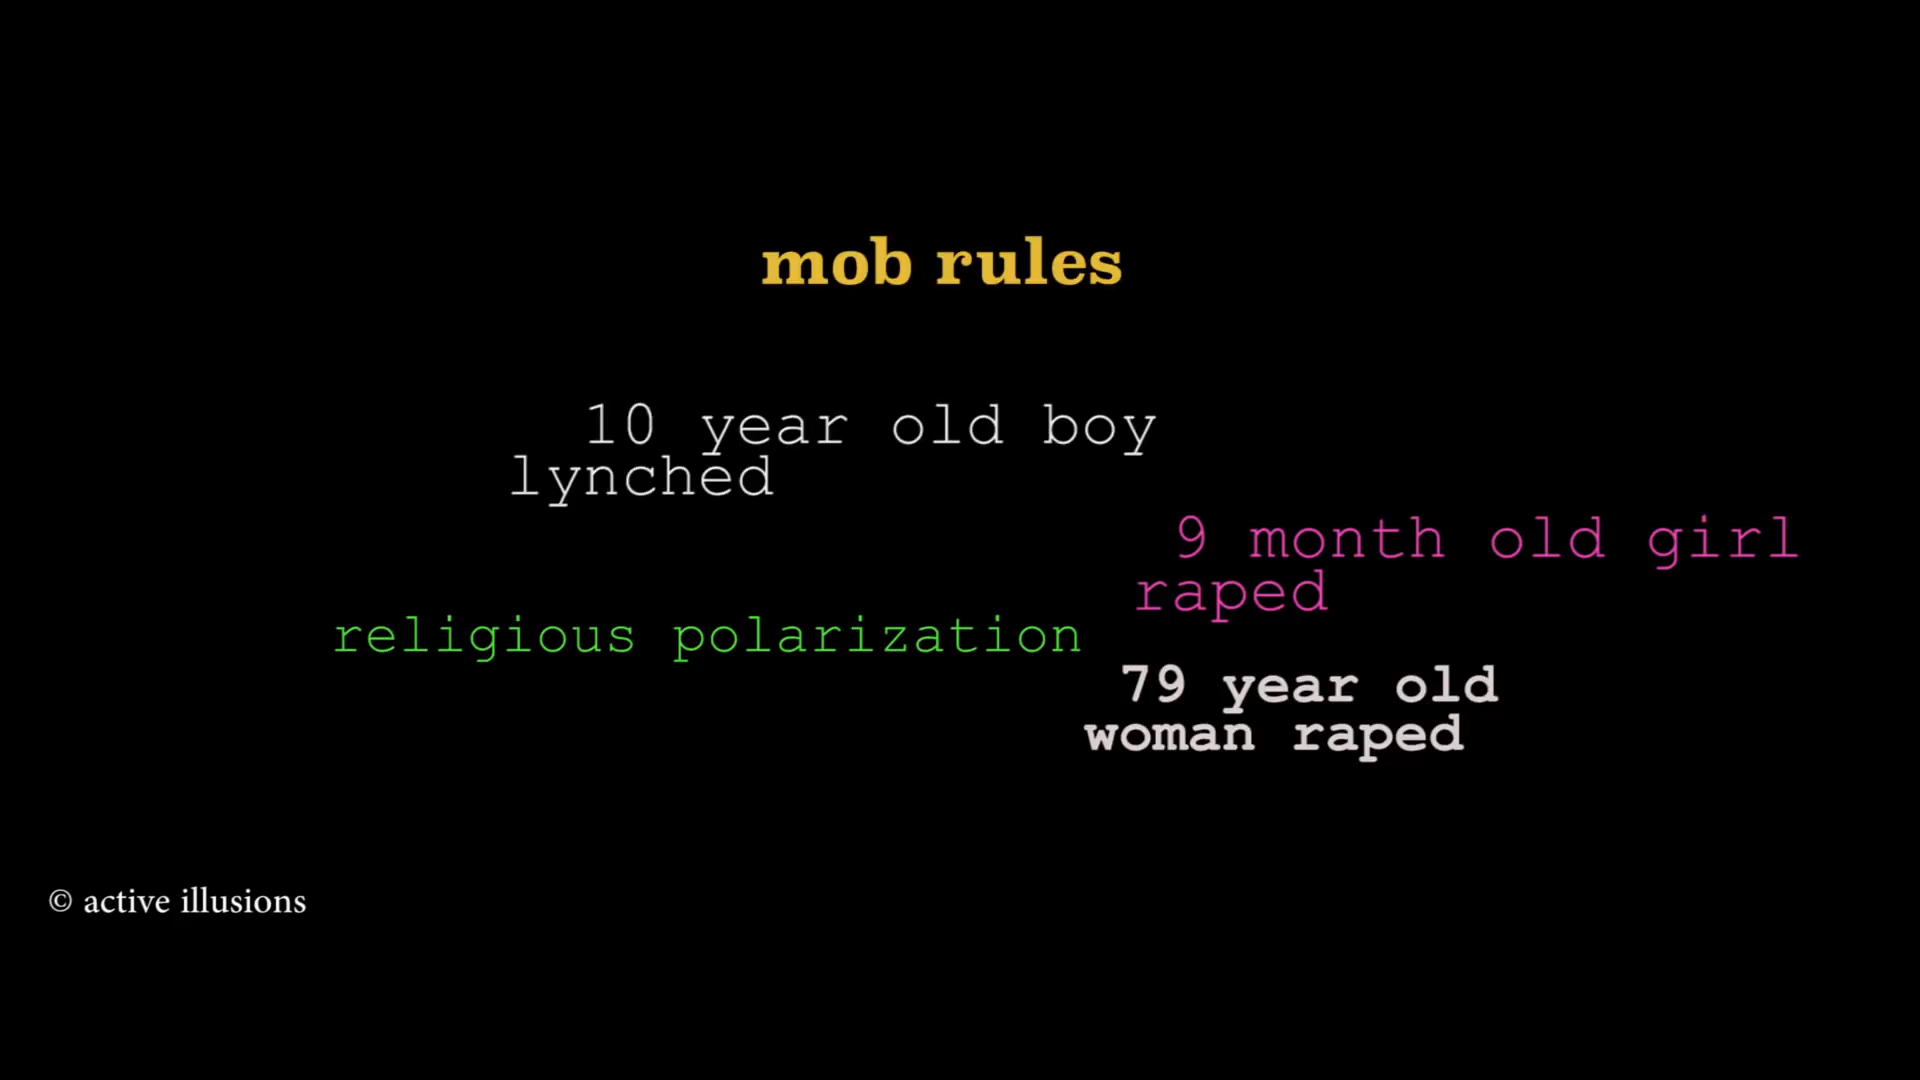 mob rules
10 year old boy
lynched
9 month old girl
raped
religious polarization
79 year old
woman raped
© active illusions